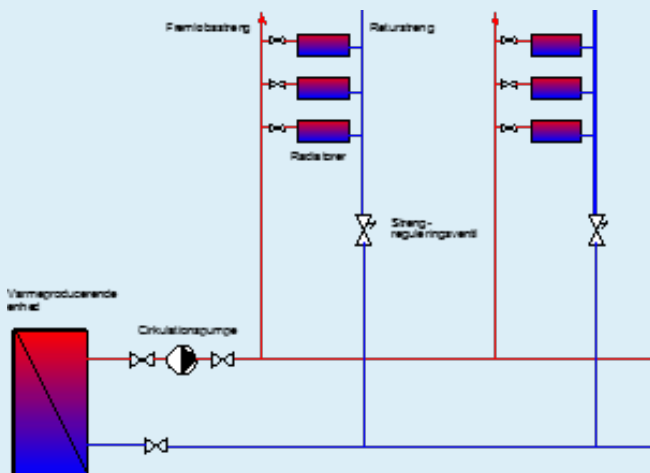 Fremløbsstreng
Returstreng
Radiatorer
Streng-
reguleringsventil
Varmeproducerende
enhed
Cirkulationspumpe